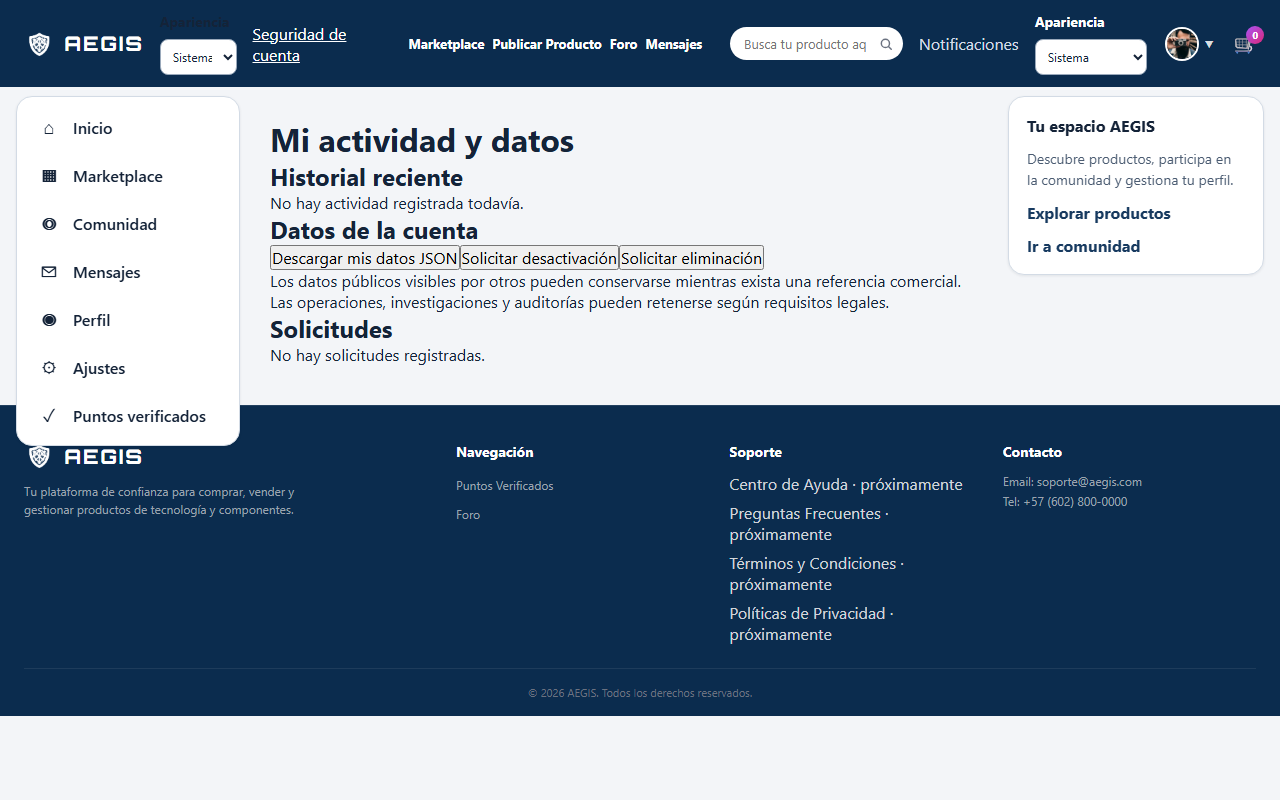 AEGIS
Apariencia
Sistema
Seguridad de
cuenta
Marketplace Publicar Producto Foro Mensajes
Busca tu producto aq
Notificaciones
Apariencia
Sistema
0
Inicio
Marketplace
Comunidad
Mensajes
Perfil
Ajustes
Puntos verificados
Mi actividad y datos
Historial reciente
No hay actividad registrada todavía.
Datos de la cuenta
Descargar mis datos JSON Solicitar desactivación Solicitar eliminación
Los datos públicos visibles por otros pueden conservarse mientras exista una referencia comercial.
Las operaciones, investigaciones y auditorías pueden retenerse según requisitos legales.
Solicitudes
No hay solicitudes registradas.
Tu espacio AEGIS
Descubre productos, participa en
la comunidad y gestiona tu perfil.
Explorar productos
Ir a comunidad
AEGIS
Tu plataforma de confianza para comprar, vender y
gestionar productos de tecnología y componentes.
Navegación
Puntos Verificados
Foro
Soporte
Centro de Ayuda · próximamente
Preguntas Frecuentes ·
próximamente
Términos y Condiciones ·
próximamente
Políticas de Privacidad ·
próximamente
Contacto
Email: soporte@aegis.com
Tel: +57 (602) 800-0000
© 2026 AEGIS. Todos los derechos reservados.